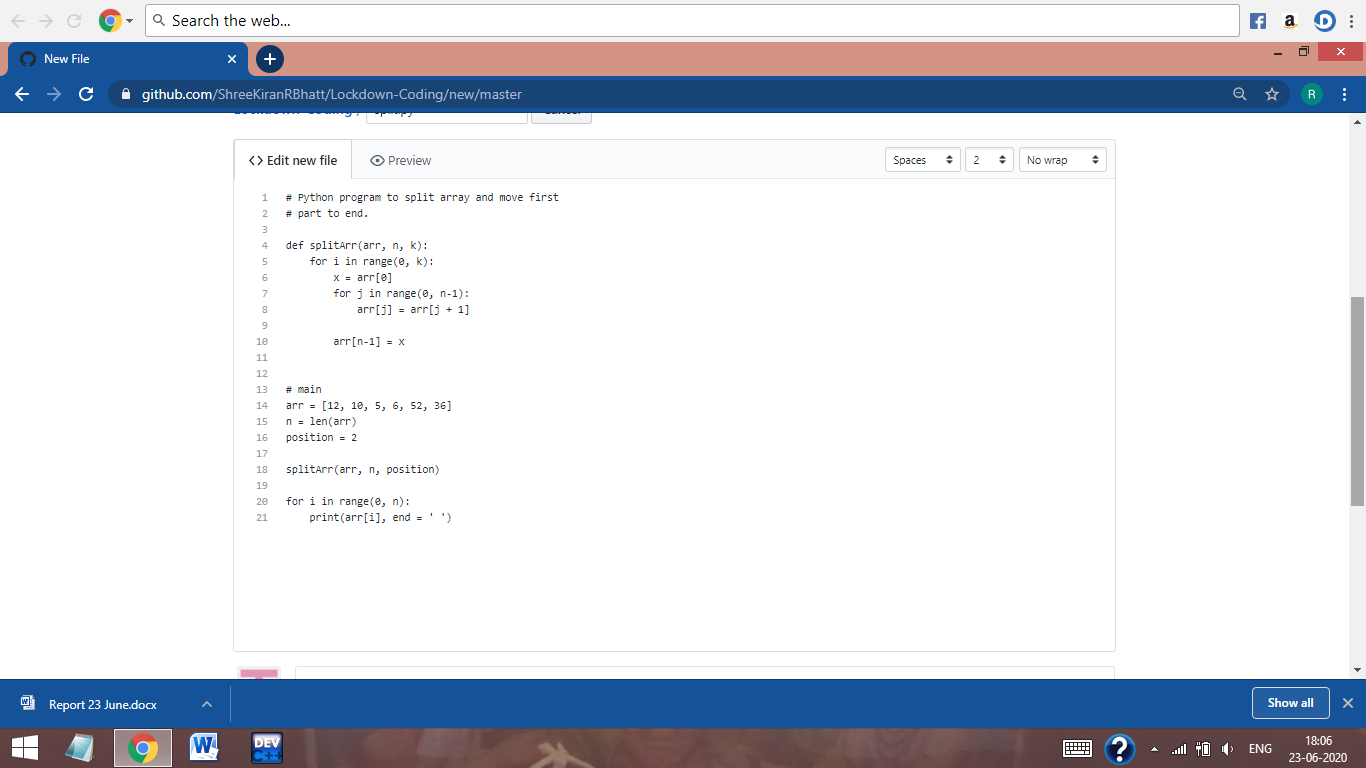 Search the web...
New File
github.com/ShreeKiranRBhatt/Lockdown-Coding/new/master
R
Edit new file
Preview
Spaces
2
No wrap
1 # Python program to split array and move first
2 # part to end.
3
4 def splitArr(arr, n, k):
5 for i in range(0, k):
6 x = arr[0]
7 for j in range(0, n-1):
8 arr[j] = arr[j + 1]
9
10 arr[n-1] = x
11
12
13 # main
14 arr = [12, 10, 5, 6, 52, 36]
15 n = len(arr)
16 position = 2
17
18 splitArr(arr, n, position)
19
20 for i in range(0, n):
21 print(arr[i], end = ' ')
Report 23 June.docx
Show all
DEV
ENG
18:06
23-06-2020